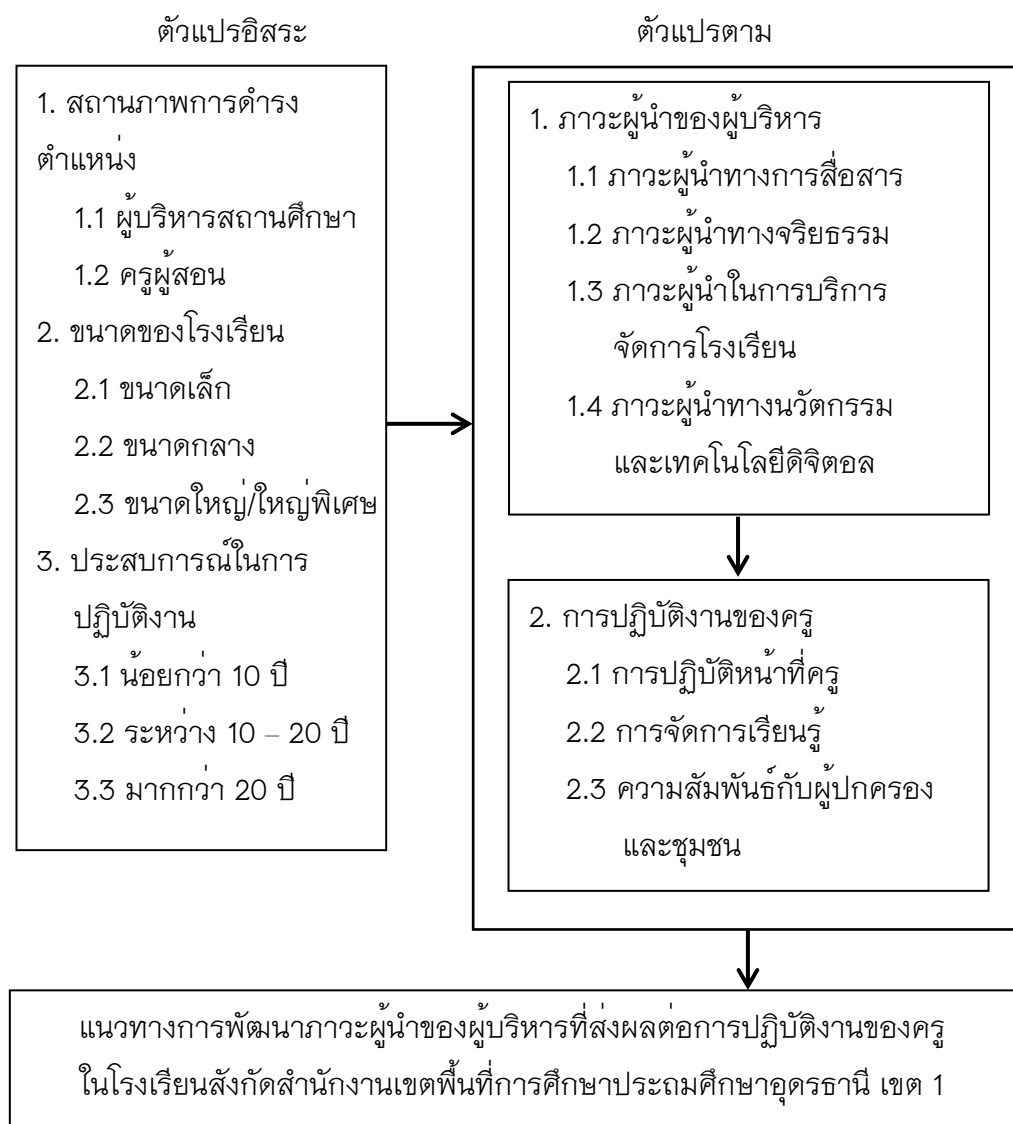 ตัวแปรอิสระ
1. สถานภาพการดำรง
ตำแหน่ง
1.1 ผู้บริหารสถานศึกษา
1.2 ครูผู้สอน
2. ขนาดของโรงเรียน
2.1 ขนาดเล็ก
2.2 ขนาดกลาง
2.3 ขนาดใหญ่/ใหญ่พิเศษ
3. ประสบการณ์ในการ
ปฏิบัติงาน
3.1 น้อยกว่า 10 ปี
3.2 ระหว่าง 10 – 20 ปี
3.3 มากกว่า 20 ปี
ตัวแปรตาม
1. ภาวะผู้นำของผู้บริหาร
1.1 ภาวะผู้นำทางการสื่อสาร
1.2 ภาวะผู้นำทางจริยธรรม
1.3 ภาวะผู้นำในการบริการ
จัดการโรงเรียน
1.4 ภาวะผู้นำทางนวัตกรรม
และเทคโนโลยีดิจิตอล
2. การปฏิบัติงานของครู
2.1 การปฏิบัติหน้าที่ครู
2.2 การจัดการเรียนรู้
2.3 ความสัมพันธ์กับผู้ปกครอง
และชุมชน
แนวทางการพัฒนาภาวะผู้นำของผู้บริหารที่ส่งผลต่อการปฏิบัติงานของครู
ในโรงเรียนสังกัดสำนักงานเขตพื้นที่การศึกษาประถมศึกษาอุดรธานี เขต 1